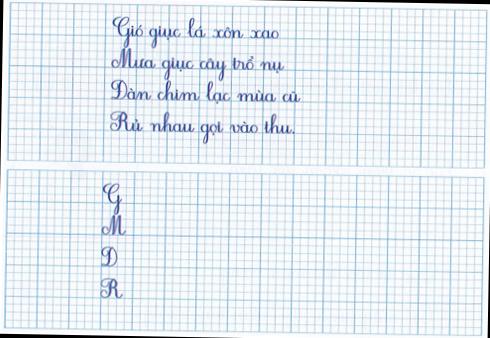 Gió giục lá xôn xao
Mưa giục cây trổ nụ
Đàn chim lạc mùa cũ
Rủ nhau gọi vào thu.
G
M
D
R